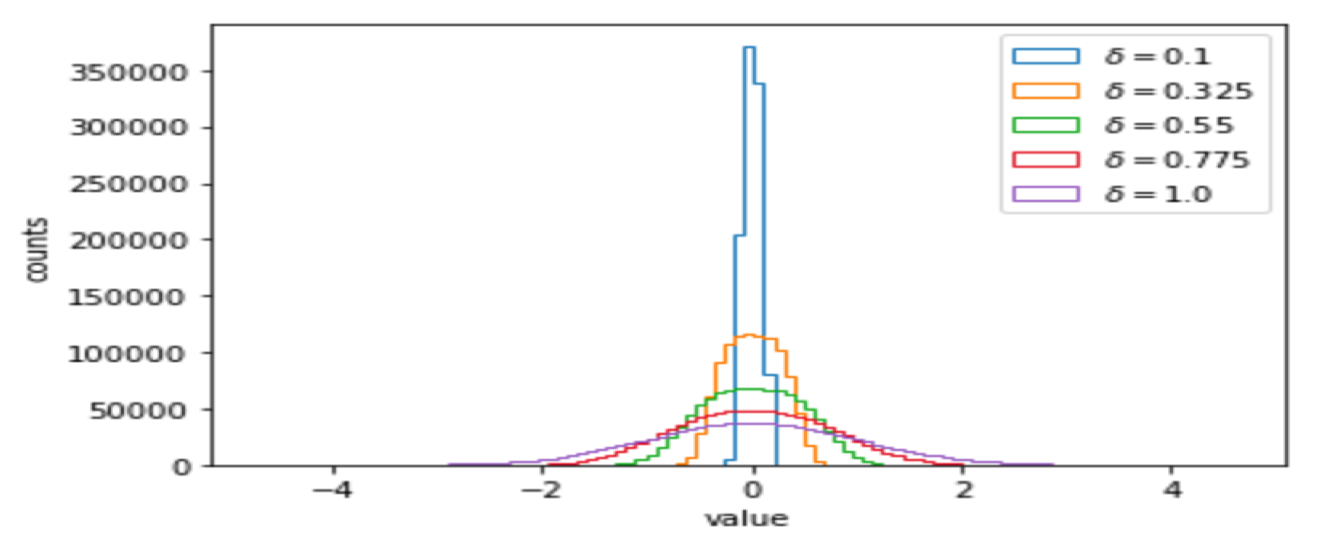 counts
350000
300000
250000
200000
150000
100000
50000
0
−4
−2
0
2
4
value
δ = 0.1
δ = 0.325
δ = 0.55
δ = 0.775
δ = 1.0